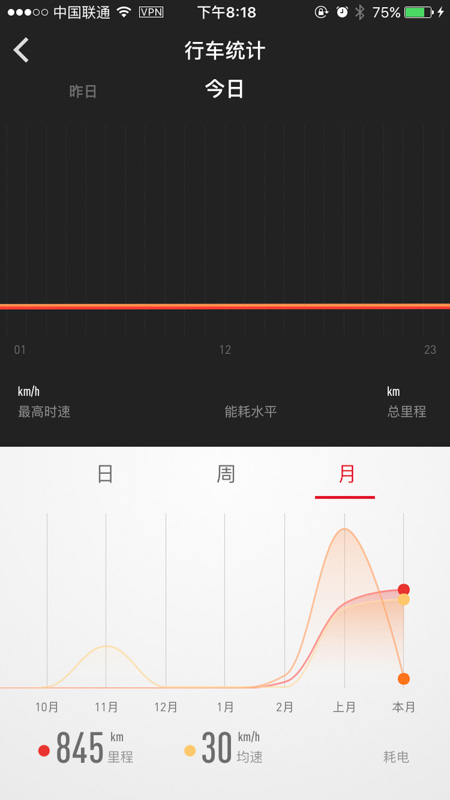 中国联通 VPN 下午8:18 75%
行车统计
昨日 今日
01 12 23
km/h km
最高时速 能耗水平 总里程
日 周 月
10月 11月 12月 1月 2月 上月 本月
845 km 里程 30 km/h 均速 耗电